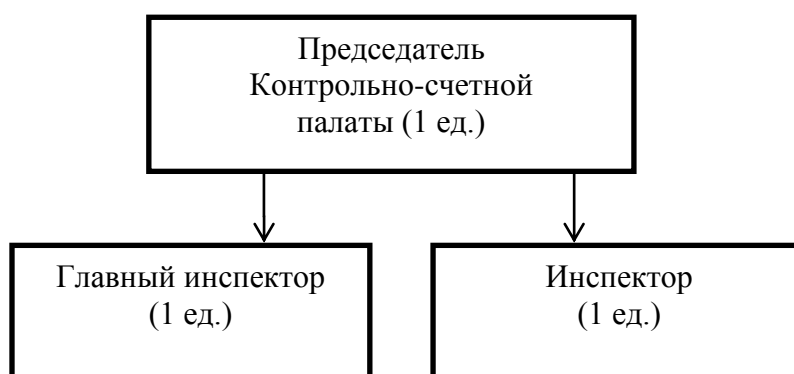 Председатель
Контрольно-счетной
палаты (1 ед.)
Главный инспектор
(1 ед.)
Инспектор
(1 ед.)